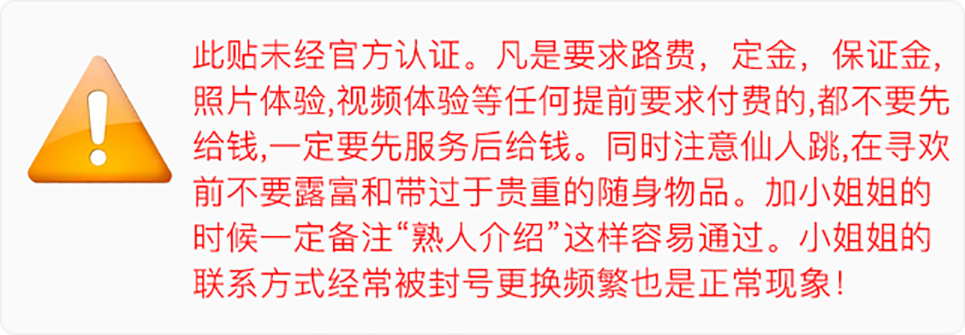 此贴未经官方认证。凡是要求路费，定金，保证金，
照片体验,视频体验等任何提前要求付费的,都不要先
给钱,一定要先服务后给钱。同时注意仙人跳,在寻欢
前不要露富和带过于贵重的随身物品。加小姐姐的
时候一定备注“熟人介绍”这样容易通过。小姐姐的
联系方式经常被封号更换频繁也是正常现象！